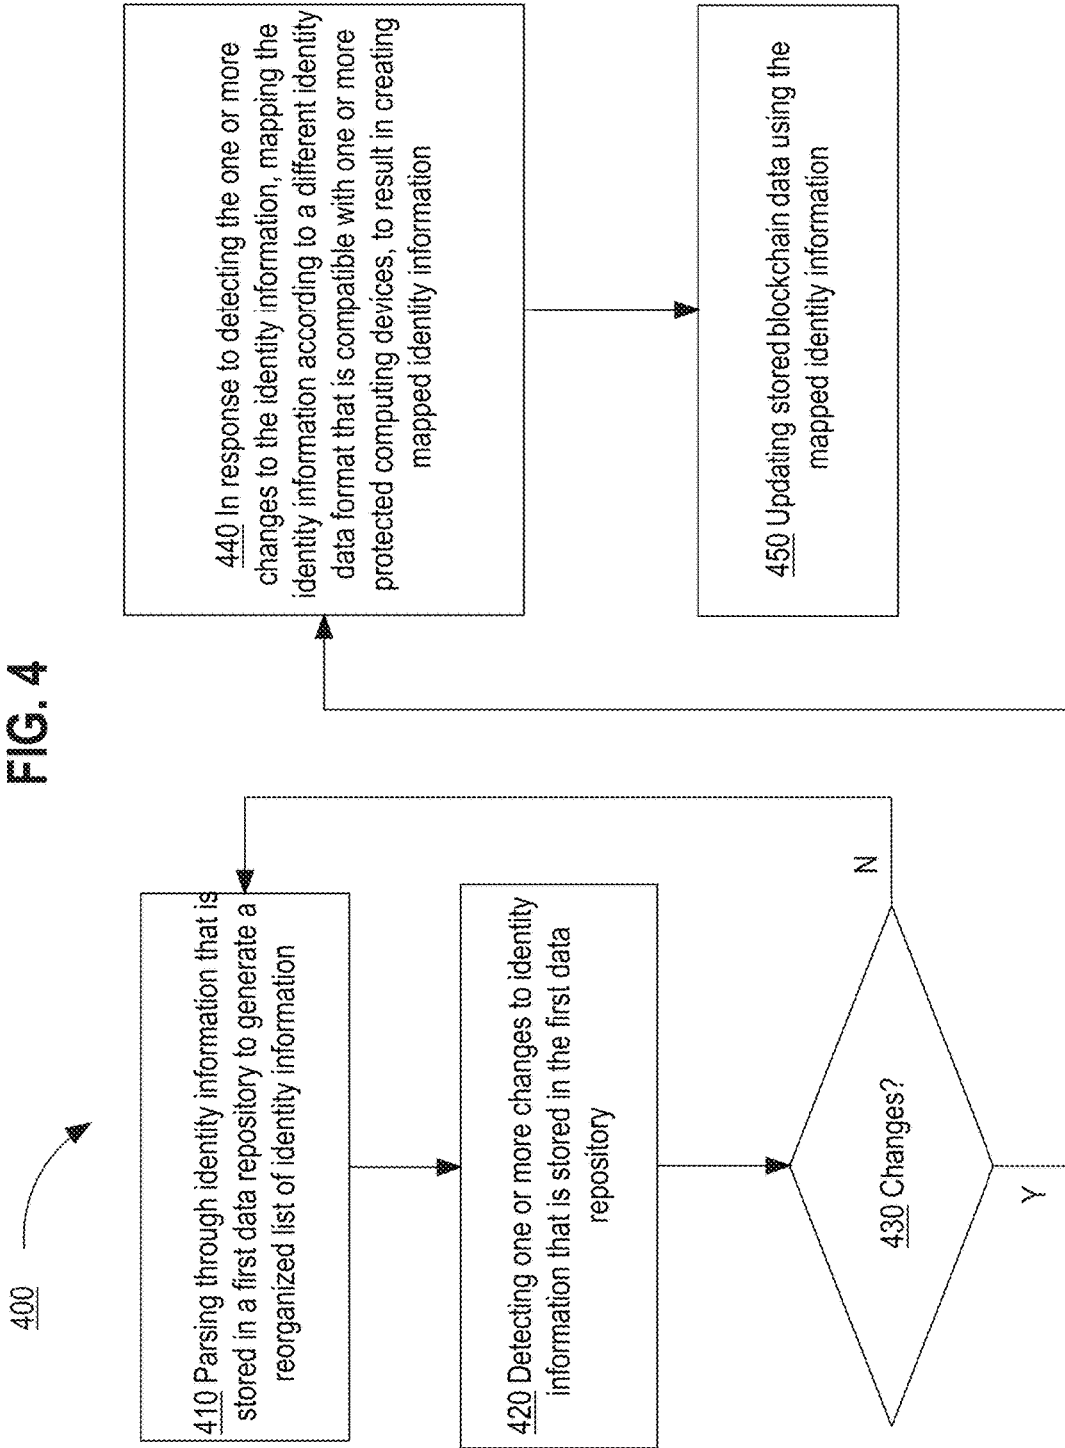 FIG. 4
400
410 Parsing through identity information that is
stored in a first data repository to generate a
reorganized list of identity information
420 Detecting one or more changes to identity
information that is stored in the first data
repository
430 Changes?
N
Y
440 In response to detecting the one or more
changes to the identity information, mapping the
identity information according to a different identity
data format that is compatible with one or more
protected computing devices, to result in creating
mapped identity information
450 Updating stored blockchain data using the
mapped identity information